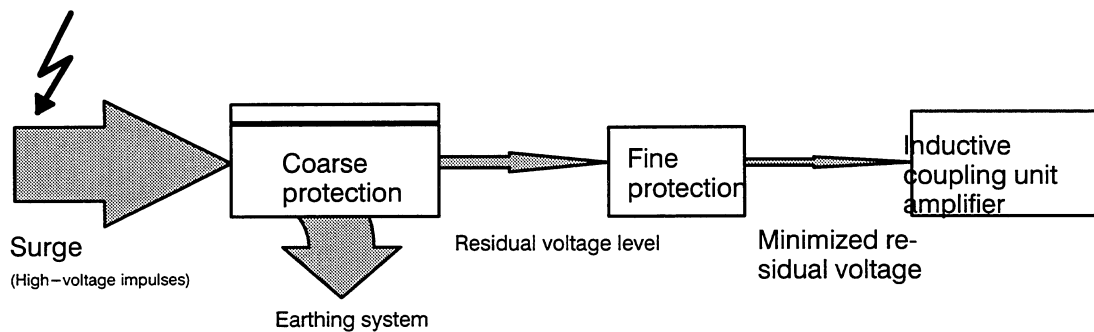 Coarse
protection
Fine
protection
Inductive
coupling unit
amplifier
Surge
(High–voltage impulses)
Residual voltage level
Minimized re-
sidual voltage
Earthing system